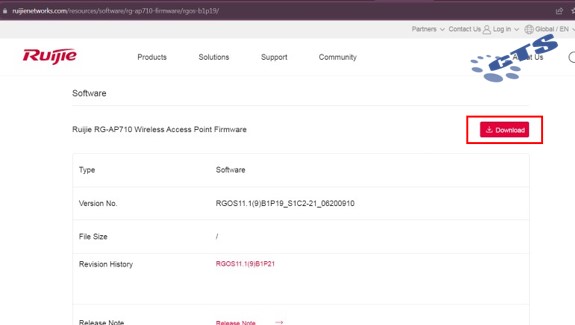 ruijienetworks.com/resources/software/rg-ap710-firmware/rgos-b1p19/
Partners Contact Us Log in Global / EN
Ruijie Products Solutions Support Community About Us
GTS
Software
Ruijie RG-AP710 Wireless Access Point Firmware Download
Type Software
Version No. RGOS11.1(9)B1P19_S1C2-21_06200910
File Size /
Revision History RGOS11.1(9)B1P21
Release Note Release Note →